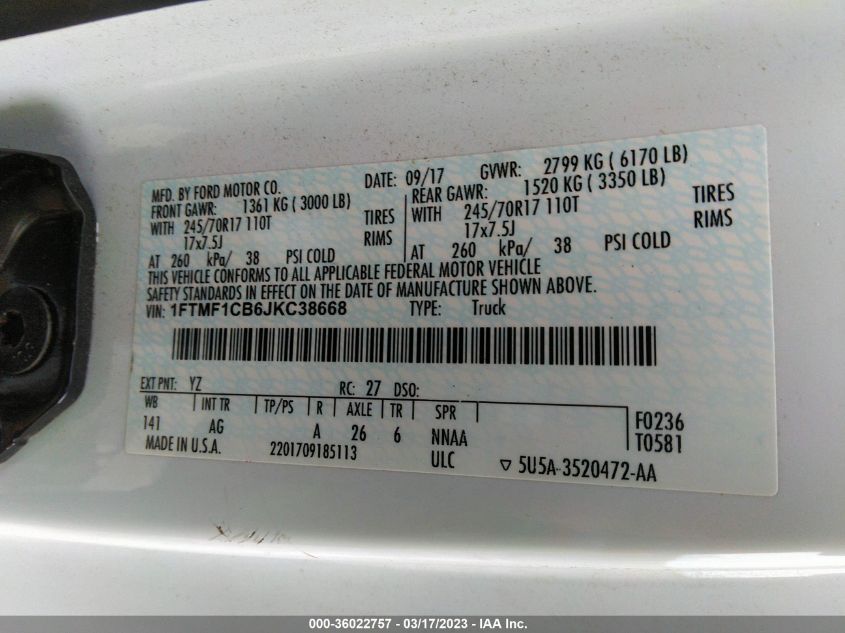 MFD. BY FORD MOTOR CO.
DATE: 09/17 GVWR: 2799 KG ( 6170 LB)
FRONT GAWR: 1361 KG ( 3000 LB)
WITH 245/70R17 110T TIRES
17x7.5J RIMS
AT 260 kPa/ 38 PSI COLD
REAR GAWR: 1520 KG ( 3350 LB)
WITH 245/70R17 110T TIRES
17x7.5J RIMS
AT 260 kPa/ 38 PSI COLD
THIS VEHICLE CONFORMS TO ALL APPLICABLE FEDERAL MOTOR VEHICLE
SAFETY STANDARDS IN EFFECT ON THE DATE OF MANUFACTURE SHOWN ABOVE.
VIN: 1FTMF1CB6JKC38668 TYPE: Truck
EXT PNT: YZ RC: 27 DSO:
WB INT TR TP/PS R AXLE TR SPR
141 AG A 26 6 NNAA
F0236
T0581
MADE IN U.S.A. 2201709185113 ULC
▽ 5U5A-3520472-AA
000-36022757 - 03/17/2023 - IAA Inc.